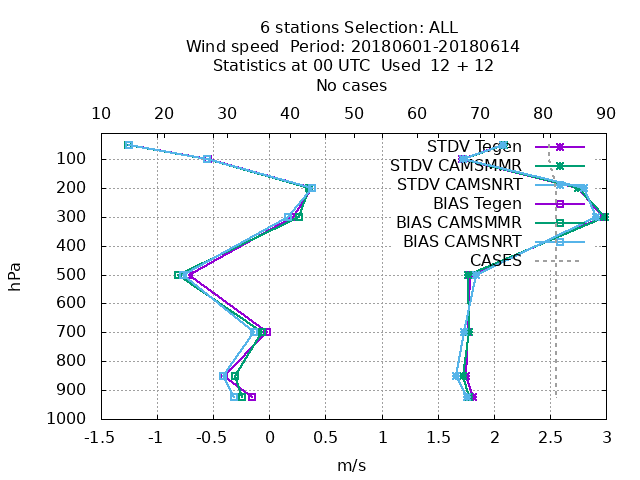 6 stations Selection: ALL
Wind speed  Period: 20180601-20180614
Statistics at 00 UTC  Used  12 + 12
No cases
10 20 30 40 50 60 70 80 90
STDV Tegen
STDV CAMSMMR
STDV CAMSNRT
BIAS Tegen
BIAS CAMSMMR
BIAS CAMSNRT
CASES
100
200
300
400
500
600
700
800
900
1000
hPa
-1.5 -1 -0.5 0 0.5 1 1.5 2 2.5 3
m/s